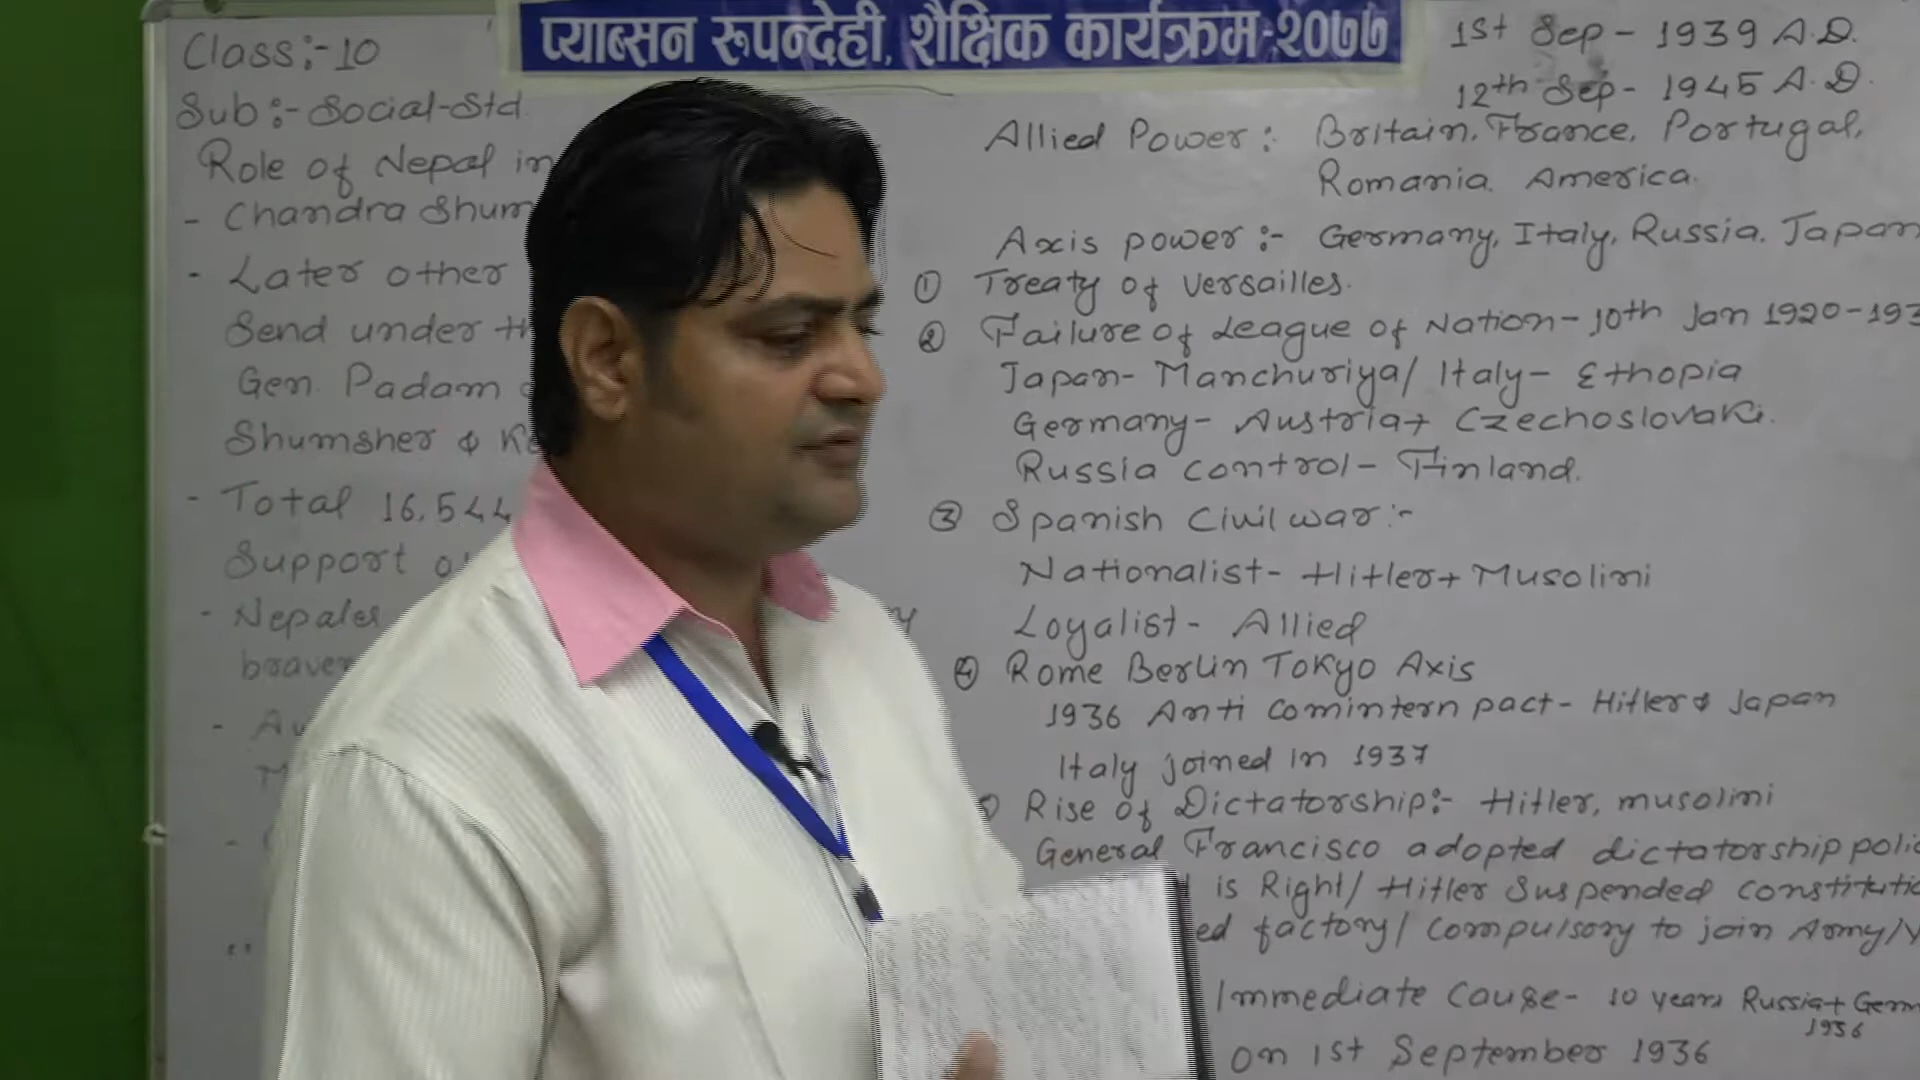 प्याब्सन रूपन्देही, शैक्षिक कार्यक्रम-२०७७
Class:-10
Sub:- Social-Std.
Role of Nepal in
- Chandra Shum
- Later other
Send under th
Gen. Padam
Shumsher &
- Total 16,544
Support
- Nepales
braver
1st Sep - 1939 A.D.
12th Sep - 1945 A.D.
Allied Power: Britain, France, Portugal,
Romania. America.
Axis power:- Germany, Italy, Russia. Japan
① Treaty of Versailles.
② Failure of League of Nation - 10th Jan 1920-193
Japan- Manchuriya/ Italy- Ethopia
Germany- Austria+ Czechoslovaki.
Russia control- Finland.
③ Spanish Civil war:-
Nationalist- Hitler+ Musolini
Loyalist- Allied
④ Rome Berlin Tokyo Axis
1936 Anti comintern pact- Hitler & Japan
Italy joined in 1937
Rise of Dictatorship:- Hitler, musolini
General Francisco adopted dictatorship polic
is Right/ Hitler Suspended constitutio
ed factory/ Compulsory to join Army/
Immediate Cause- 10 years Russia+ Germ
1936
on 1st September 1936